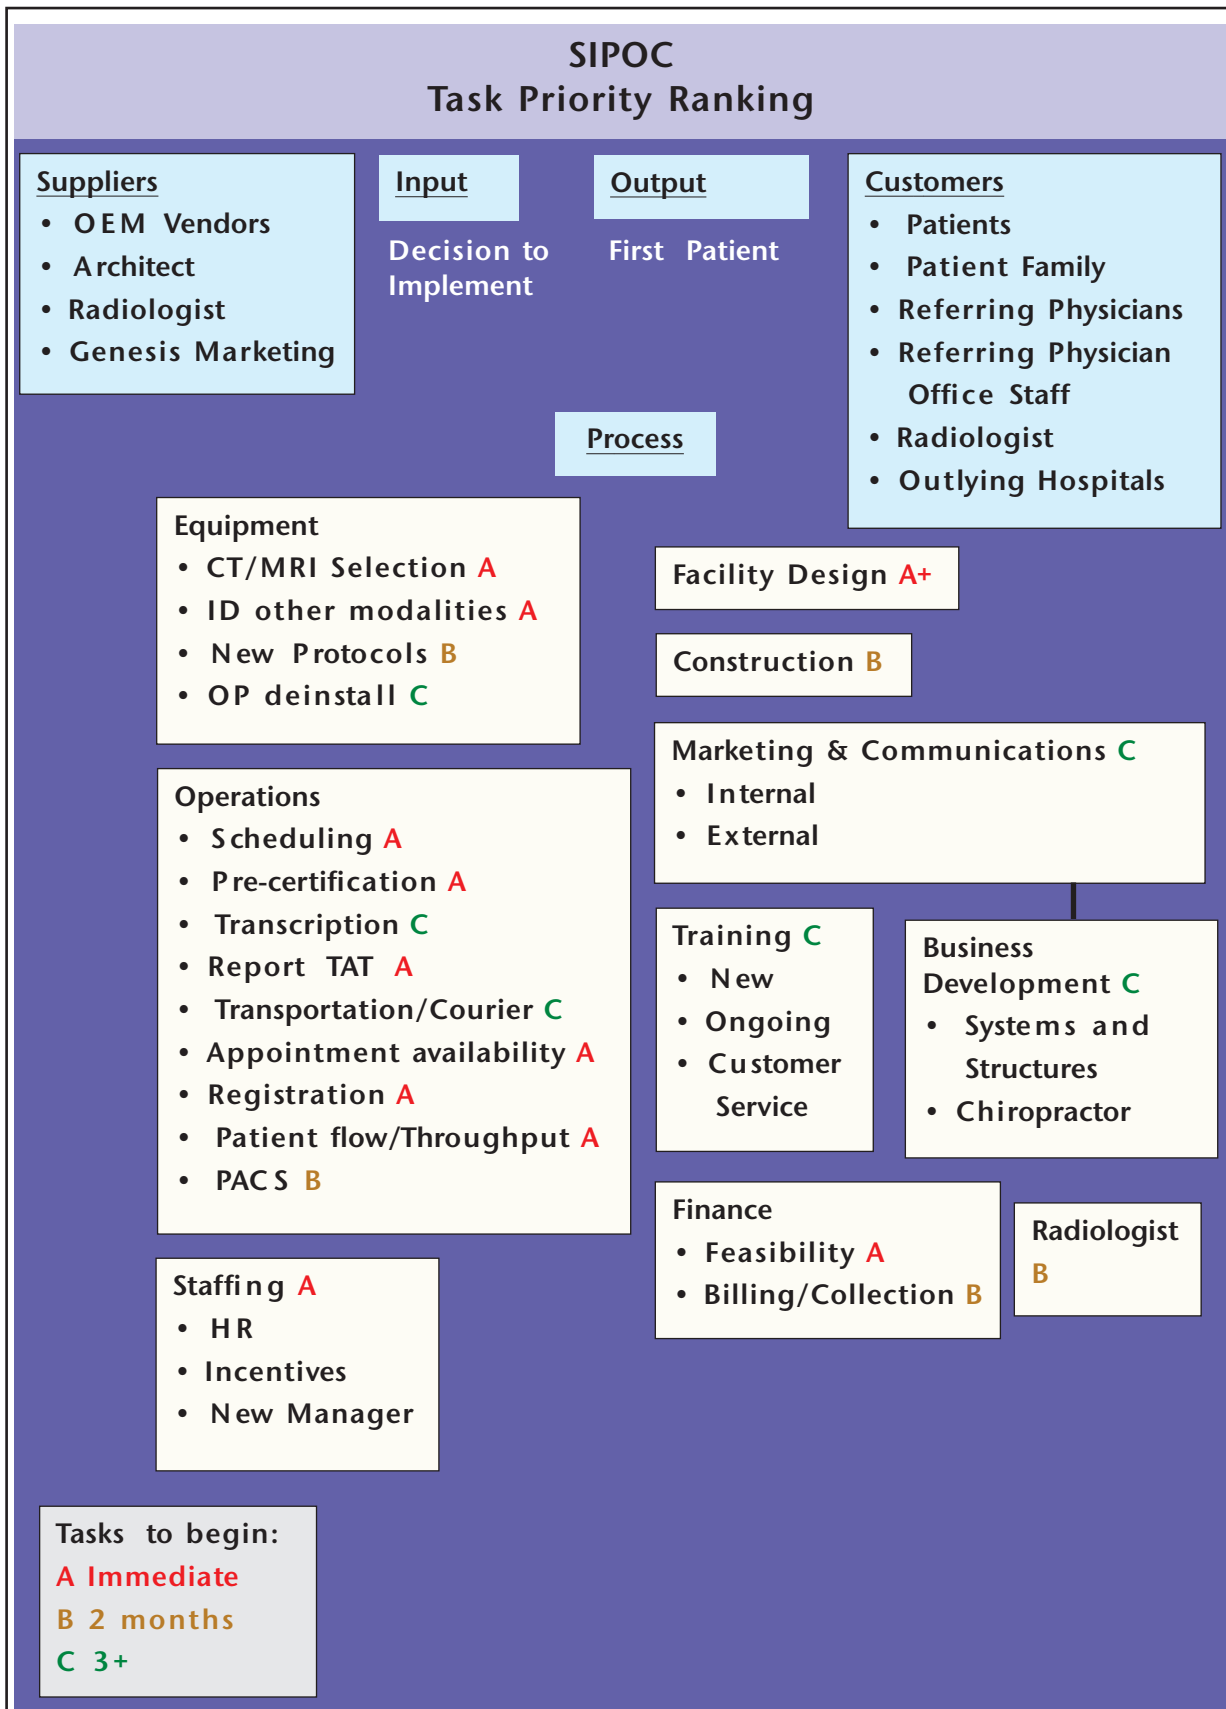 SIPOC
Task Priority Ranking
Suppliers
• OEM Vendors
• Architect
• Radiologist
• Genesis Marketing
Input
Decision to
Implement
Output
First Patient
Customers
• Patients
• Patient Family
• Referring Physicians
• Referring Physician
Office Staff
• Radiologist
• Outlying Hospitals
Process
Equipment
• CT/MRI Selection A
• ID other modalities A
• New Protocols B
• OP deinstall C
Operations
• Scheduling A
• Pre-certification A
• Transcription C
• Report TAT A
• Transportation/Courier C
• Appointment availability A
• Registration A
• Patient flow/Throughput A
• PACS B
Staffing A
• HR
• Incentives
• New Manager
Facility Design A+
Construction B
Marketing & Communications C
• Internal
• External
Training C
• New
• Ongoing
• Customer
Service
Business
Development C
• Systems and
Structures
• Chiropractor
Finance
• Feasibility A
• Billing/Collection B
Radiologist
B
Tasks to begin:
A Immediate
B 2 months
C 3+